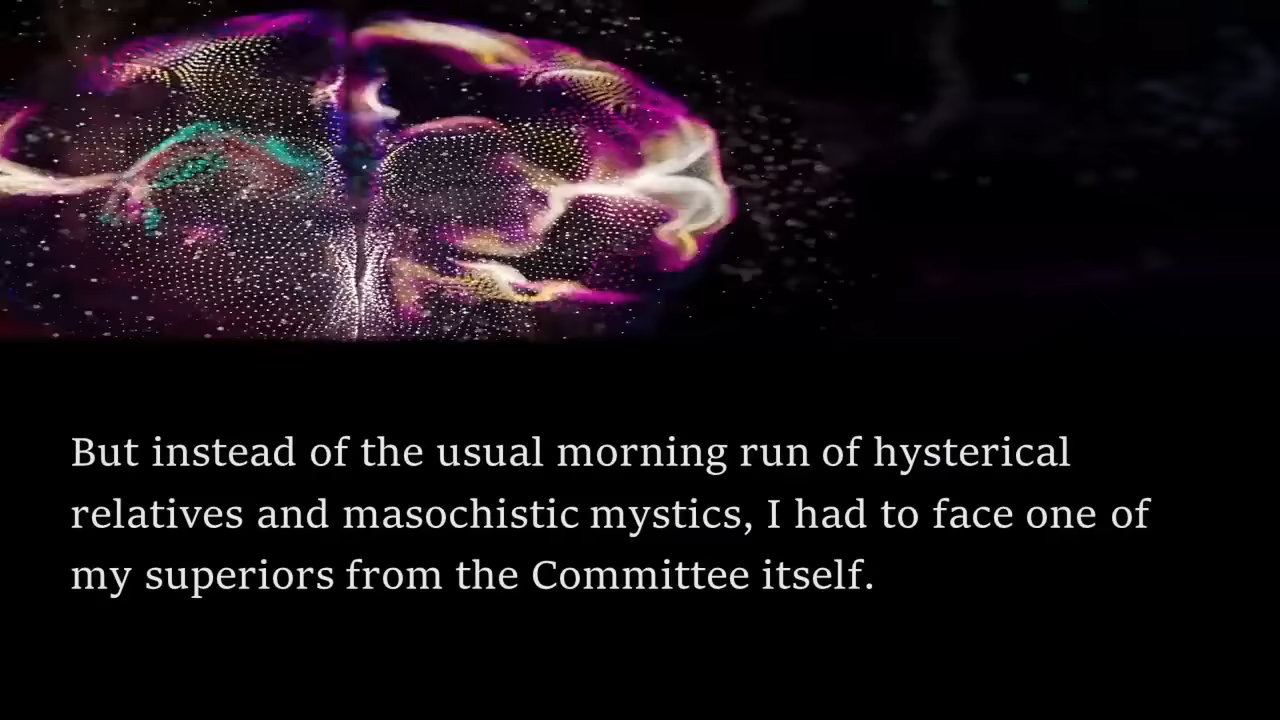 But instead of the usual morning run of hysterical
relatives and masochistic mystics, I had to face one of
my superiors from the Committee itself.